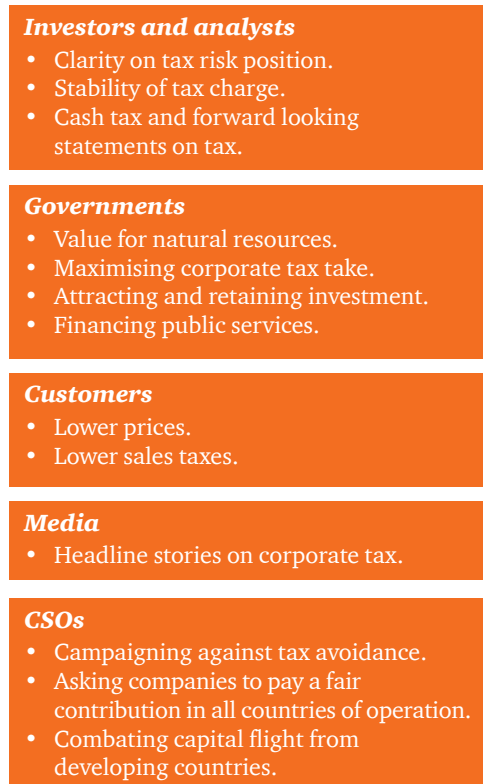 Investors and analysts
• Clarity on tax risk position.
• Stability of tax charge.
• Cash tax and forward looking
statements on tax.
Governments
• Value for natural resources.
• Maximising corporate tax take.
• Attracting and retaining investment.
• Financing public services.
Customers
• Lower prices.
• Lower sales taxes.
Media
• Headline stories on corporate tax.
CSOs
• Campaigning against tax avoidance.
• Asking companies to pay a fair
contribution in all countries of operation.
• Combating capital flight from
developing countries.